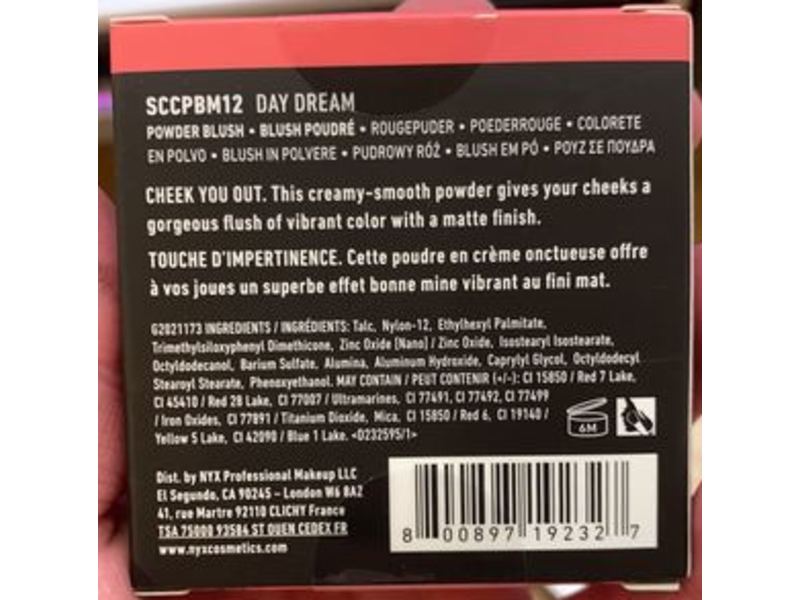 SCCPBM12 DAY DREAM
POWDER BLUSH • BLUSH POUDRÉ • ROUGEPUDER • POEDERROUGE • COLORETE
EN POLVO • BLUSH IN POLVERE • PUDROWY RÓŻ • BLUSH EM PÓ • ΡΟΥΖ ΣΕ ΠΟΥΔΡΑ
CHEEK YOU OUT. This creamy-smooth powder gives your cheeks a
gorgeous flush of vibrant color with a matte finish.
TOUCHE D'IMPERTINENCE. Cette poudre en crème onctueuse offre
à vos joues un superbe effet bonne mine vibrant au fini mat.
G2021173 INGREDIENTS / INGRÉDIENTS: Talc, Nylon-12, Ethylhexyl Palmitate,
Trimethylsiloxyphenyl Dimethicone, Zinc Oxide [Nano] / Zinc Oxide, Isostearyl Isostearate,
Octyldodecanol, Barium Sulfate, Alumina, Aluminum Hydroxide, Caprylyl Glycol, Octyldodecyl
Stearoyl Stearate, Phenoxyethanol. MAY CONTAIN / PEUT CONTENIR (+/-): CI 15850 / Red 7 Lake,
CI 45410 / Red 28 Lake, CI 77007 / Ultramarines, CI 77491, CI 77492, CI 77499
/ Iron Oxides, CI 77891 / Titanium Dioxide, Mica, CI 15850 / Red 6, CI 19140 /
Yellow 5 Lake, CI 42090 / Blue 1 Lake. <D232595/1>
6M
Dist. by NYX Professional Makeup LLC
El Segundo, CA 90245 – London W6 8AZ
41, rue Martre 92110 CLICHY France
TSA 75000 93584 ST OUEN CEDEX FR
www.nyxcosmetics.com
8 00897 19232 7